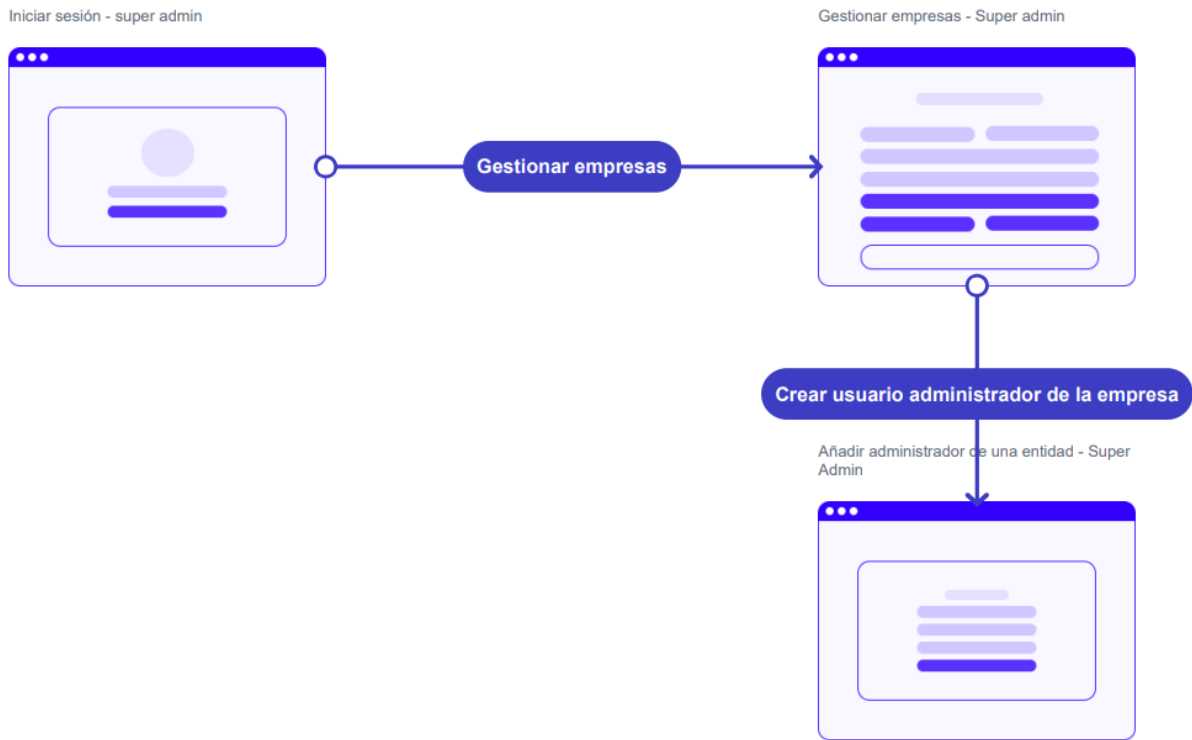 Iniciar sesión - super admin
Gestionar empresas - Super admin
Gestionar empresas
Crear usuario administrador de la empresa
Añadir administrador de una entidad - Super
Admin